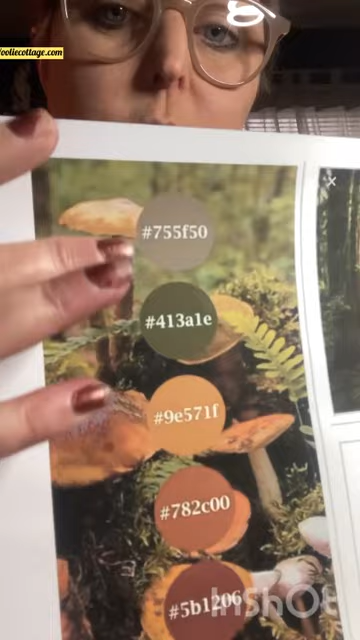 ooliecottage.com
#755f50
#413a1e
#9e571f
#782c00
#5b1206
InShOt